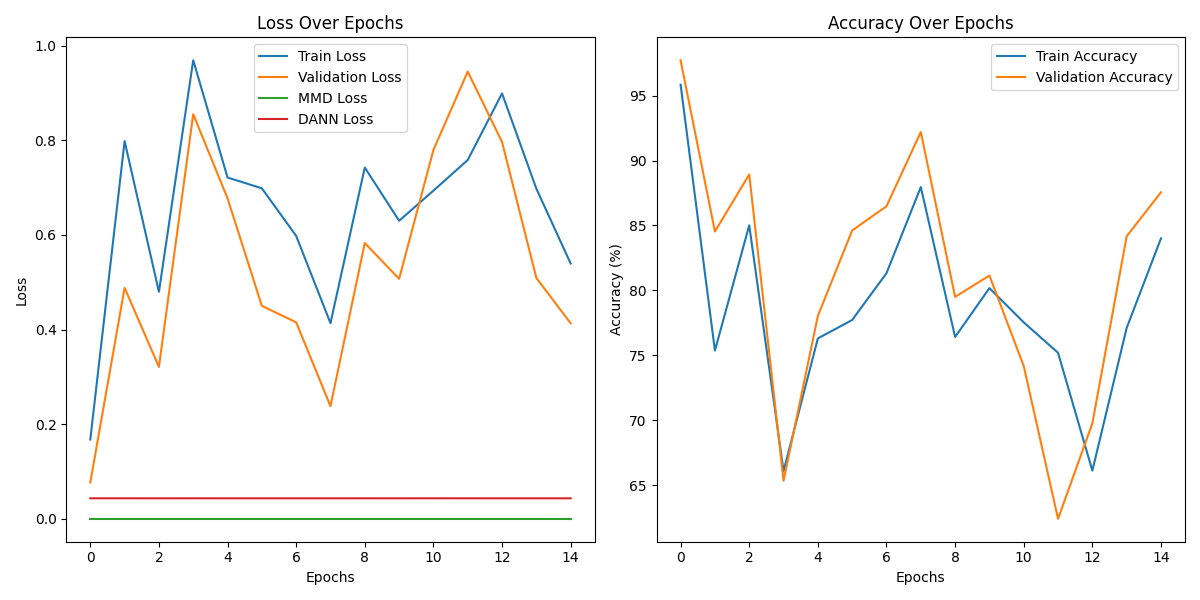 Loss Over Epochs
Train Loss
Validation Loss
MMD Loss
DANN Loss
Loss
1.0
0.8
0.6
0.4
0.2
0.0
0 2 4 6 8 10 12 14
Epochs
Accuracy Over Epochs
Train Accuracy
Validation Accuracy
Accuracy (%)
95
90
85
80
75
70
65
0 2 4 6 8 10 12 14
Epochs